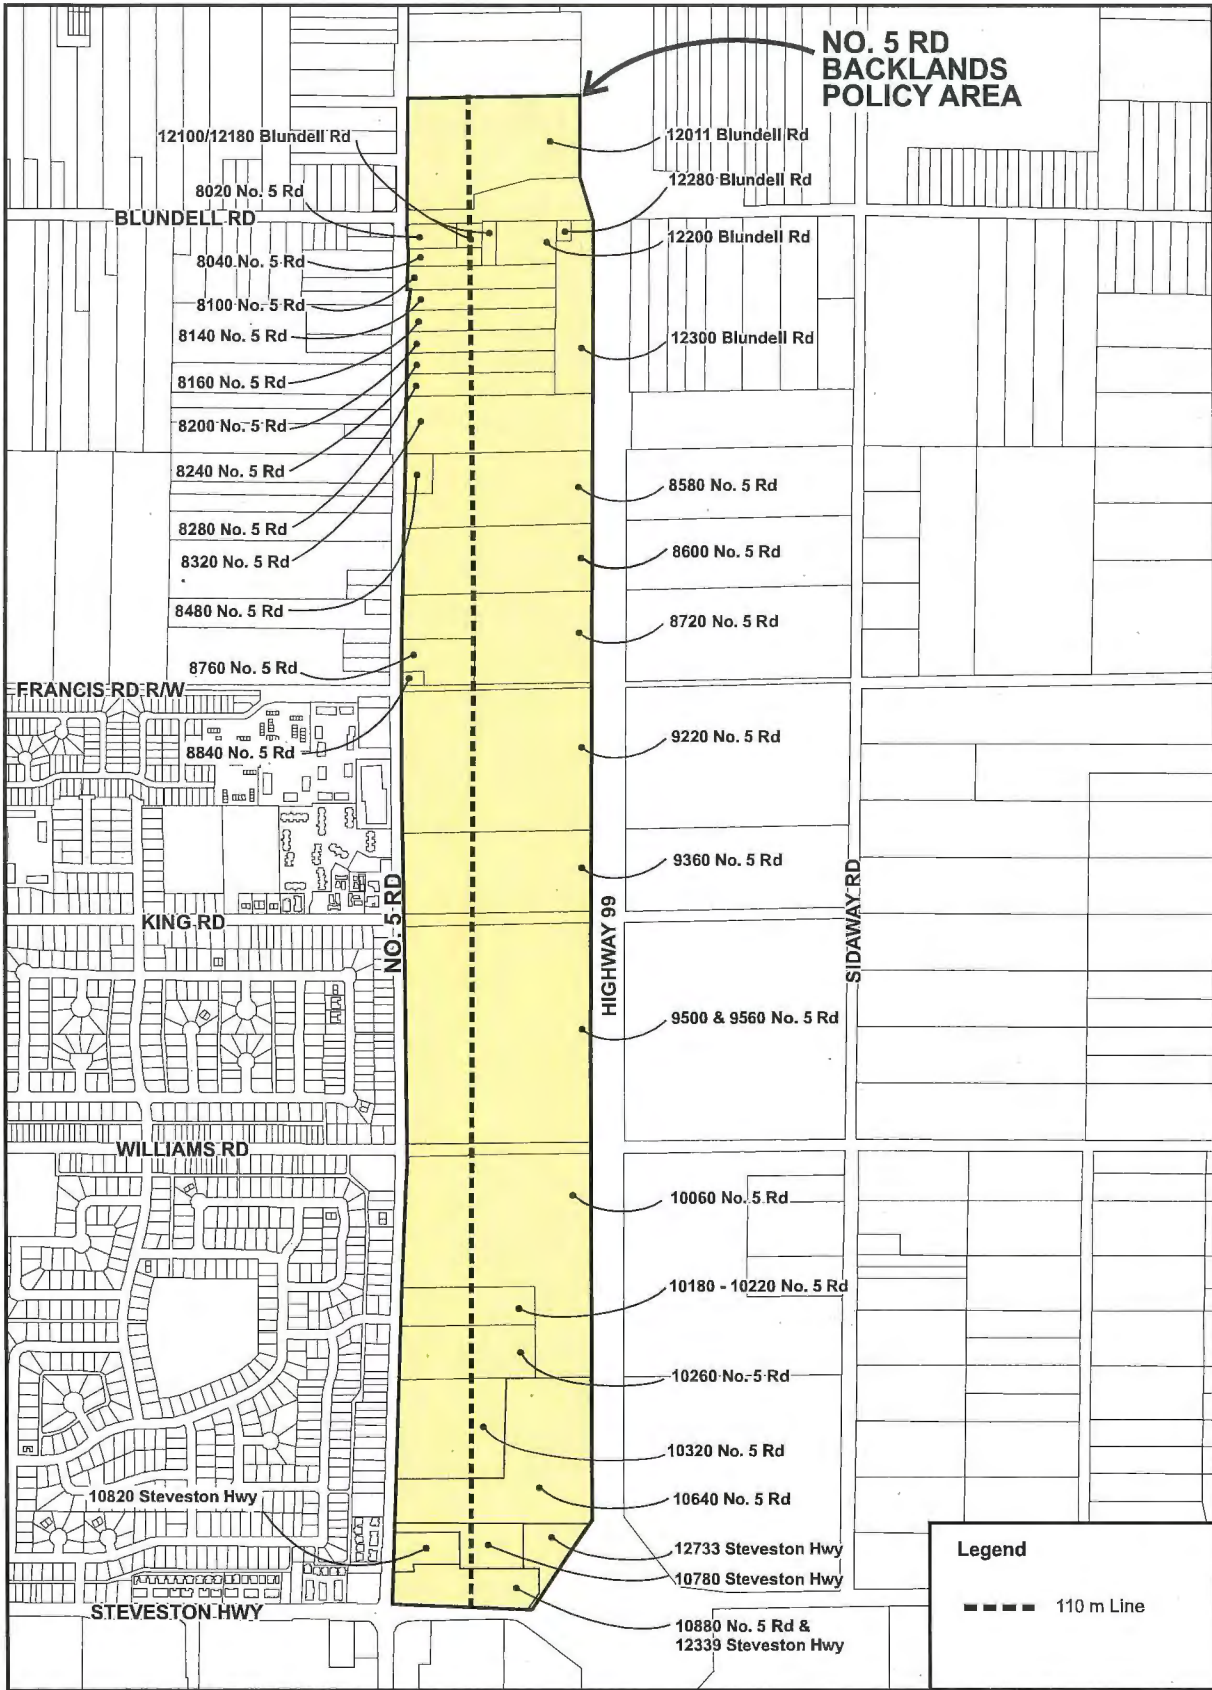 NO. 5 RD
BACKLANDS
POLICY AREA
12100/12180 Blundell Rd
12011 Blundell Rd
8020 No. 5 Rd
12280 Blundell Rd
BLUNDELL RD
12200 Blundell Rd
8040 No. 5 Rd
8100 No. 5 Rd
8140 No. 5 Rd
12300 Blundell Rd
8160 No. 5 Rd
8200 No. 5 Rd
8240 No. 5 Rd
8580 No. 5 Rd
8280 No. 5 Rd
8320 No. 5 Rd
8600 No. 5 Rd
8480 No. 5 Rd
8720 No. 5 Rd
8760 No. 5 Rd
FRANCIS RD R/W
8840 No. 5 Rd
9220 No. 5 Rd
9360 No. 5 Rd
KING RD
NO. 5 RD
HIGHWAY 99
SIDAWAY RD
9500 & 9560 No. 5 Rd
WILLIAMS RD
10060 No. 5 Rd
10180 - 10220 No. 5 Rd
10260 No. 5 Rd
10320 No. 5 Rd
10820 Steveston Hwy
10640 No. 5 Rd
12733 Steveston Hwy
10780 Steveston Hwy
STEVESTON HWY
10880 No. 5 Rd &
12339 Steveston Hwy
Legend
110 m Line